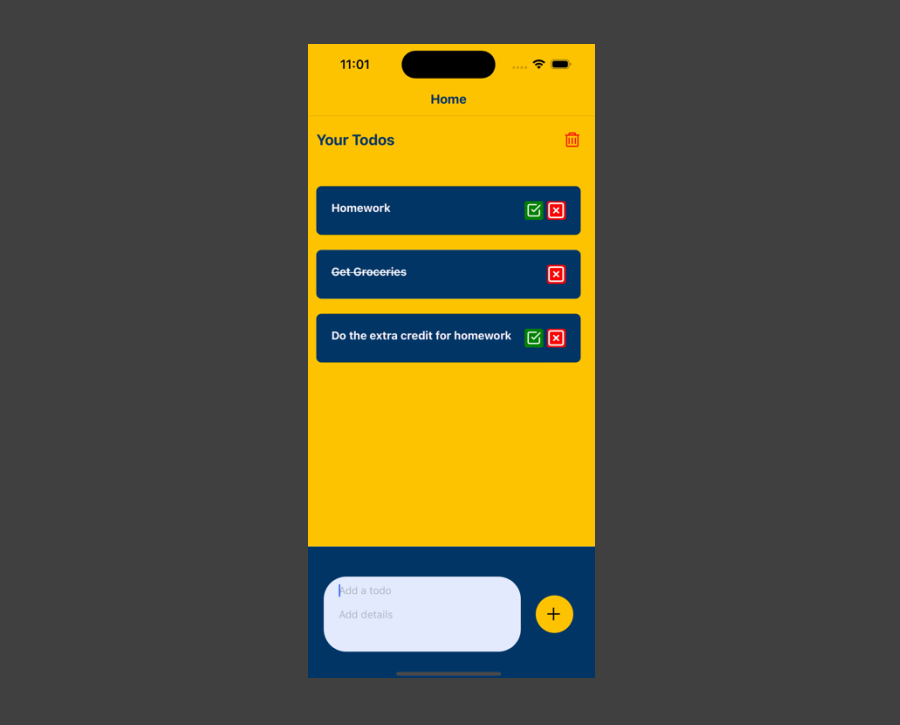 11:01
Home
Your Todos
Homework
Get Groceries
Do the extra credit for homework
Add a todo
Add details